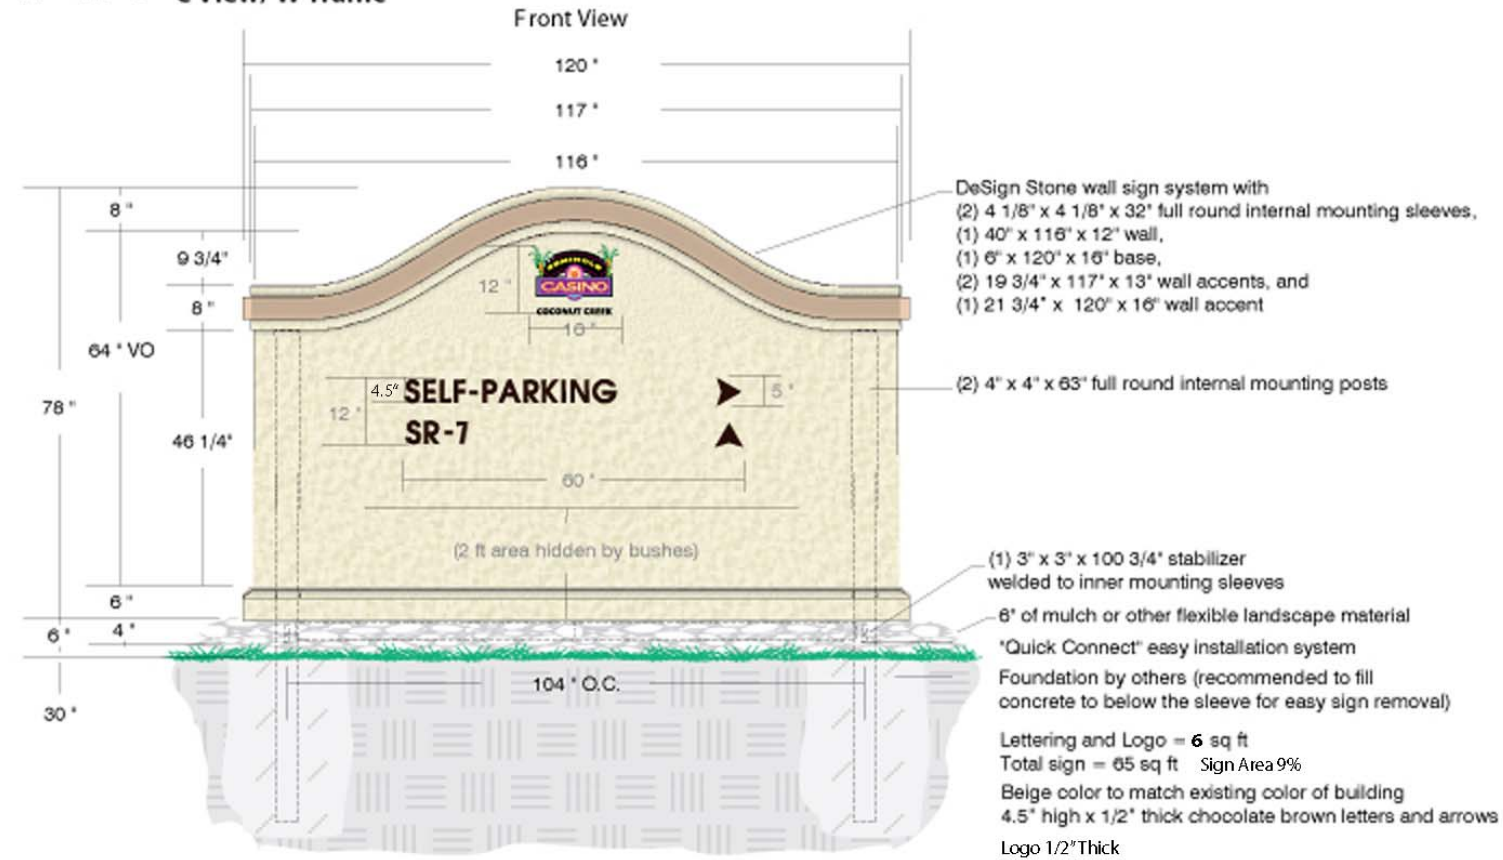 Front View
120 "
117 "
116 "
8 "
9 3/4"
8 "
64 " VO
78 "
46 1/4"
6 "
6 "
4 "
30 "
12 "
SEMINOLE
CASINO
COCONUT CREEK
16 "
4.5"
12 "
SELF-PARKING
5 "
SR-7
60 "
(2 ft area hidden by bushes)
104 " O.C.
DeSign Stone wall sign system with
(2) 4 1/8" x 4 1/8" x 32" full round internal mounting sleeves,
(1) 40" x 116" x 12" wall,
(1) 6" x 120" x 16" base,
(2) 19 3/4" x 117" x 13" wall accents, and
(1) 21 3/4" x 120" x 16" wall accent
(2) 4" x 4" x 63" full round internal mounting posts
(1) 3" x 3" x 100 3/4" stabilizer
welded to inner mounting sleeves
6" of mulch or other flexible landscape material
"Quick Connect" easy installation system
Foundation by others (recommended to fill
concrete to below the sleeve for easy sign removal)
Lettering and Logo = 6 sq ft
Total sign = 65 sq ft Sign Area 9%
Beige color to match existing color of building
4.5" high x 1/2" thick chocolate brown letters and arrows
Logo 1/2" Thick